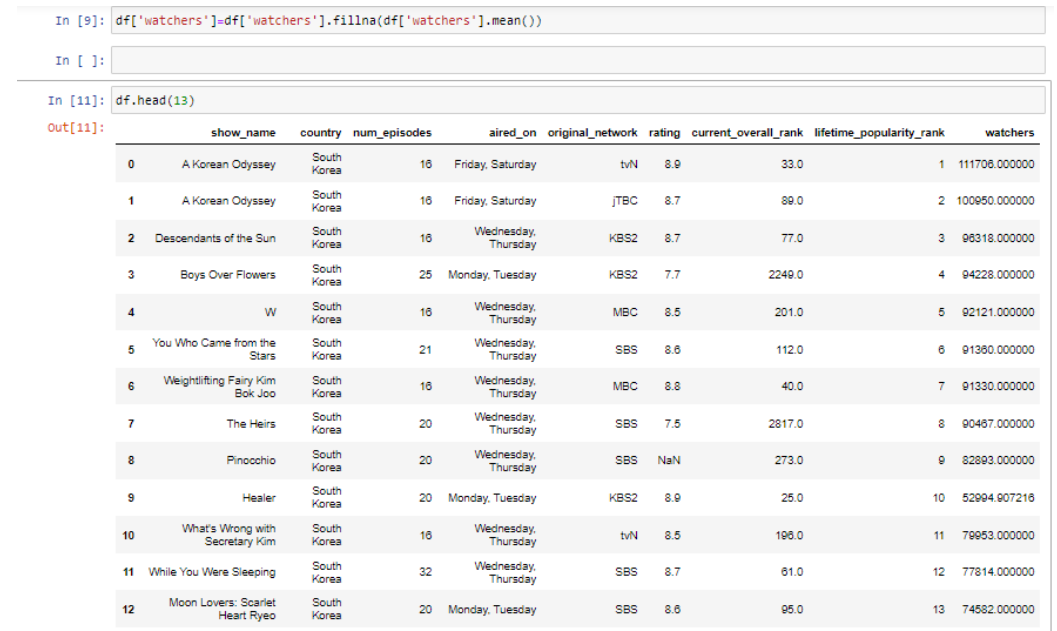 In [9]: df['watchers']=df['watchers'].fillna(df['watchers'].mean())
In [ ]:
In [11]: df.head(13)
Out[11]:
show_name country num_episodes aired_on original_network rating current_overall_rank lifetime_popularity_rank watchers
0 A Korean Odyssey South Korea 16 Friday, Saturday tvN 8.9 33.0 1 111706.000000
1 A Korean Odyssey South Korea 16 Friday, Saturday jTBC 8.7 89.0 2 100950.000000
2 Descendants of the Sun South Korea 16 Wednesday, Thursday KBS2 8.7 77.0 3 96318.000000
3 Boys Over Flowers South Korea 25 Monday, Tuesday KBS2 7.7 2249.0 4 94228.000000
4 W South Korea 16 Wednesday, Thursday MBC 8.5 201.0 5 92121.000000
5 You Who Came from the Stars South Korea 21 Wednesday, Thursday SBS 8.6 112.0 6 91360.000000
6 Weightlifting Fairy Kim Bok Joo South Korea 16 Wednesday, Thursday MBC 8.8 40.0 7 91330.000000
7 The Heirs South Korea 20 Wednesday, Thursday SBS 7.5 2817.0 8 90467.000000
8 Pinocchio South Korea 20 Wednesday, Thursday SBS NaN 273.0 9 82893.000000
9 Healer South Korea 20 Monday, Tuesday KBS2 8.9 25.0 10 52994.907216
10 What's Wrong with Secretary Kim South Korea 16 Wednesday, Thursday tvN 8.5 196.0 11 79953.000000
11 While You Were Sleeping South Korea 32 Wednesday, Thursday SBS 8.7 61.0 12 77814.000000
12 Moon Lovers: Scarlet Heart Ryeo South Korea 20 Monday, Tuesday SBS 8.6 95.0 13 74582.000000